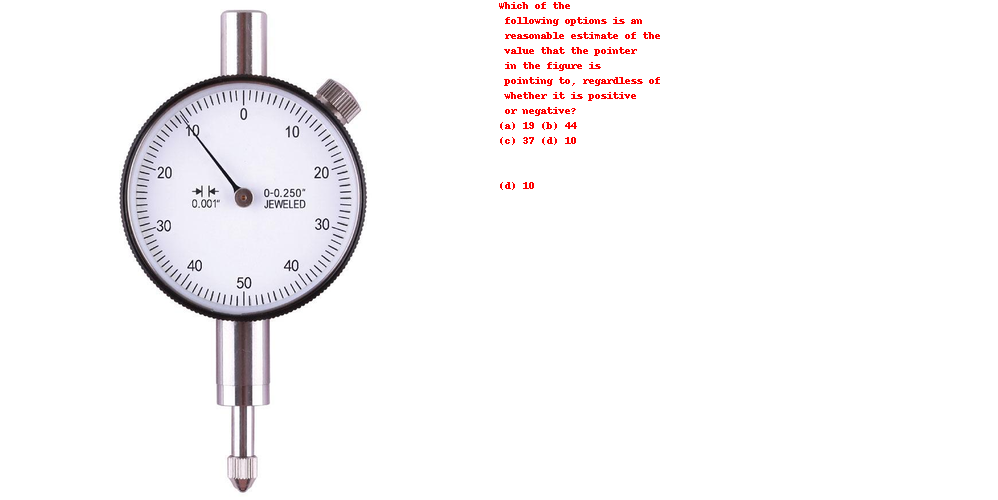 0
10
10
20
20
0.001"
0-0.250"
JEWELED
30
30
40
40
50
Which of the
following options is an
reasonable estimate of the
value that the pointer
in the figure is
pointing to, regardless of
whether it is positive
or negative?
(a) 19 (b) 44
(c) 37 (d) 10
(d) 10